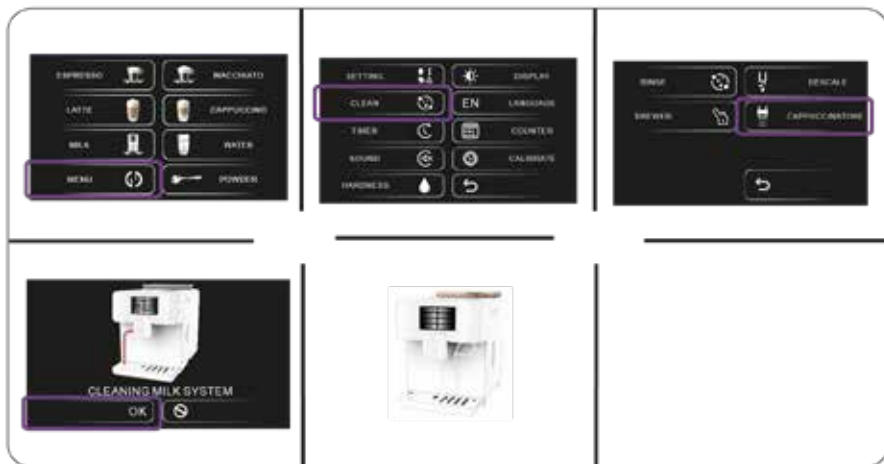 ESPRESSO MACCHIATO
LATTE CAPPUCCINO
MILK WATER
MENU POWDER
SETTING DISPLAY
CLEAN EN LANGUAGE
TIMER COUNTER
SOUND CALIBRATE
HARDNESS
RINSE DESCALE
BREWER CAPPUCCINATORE
CLEANING MILK SYSTEM
OK